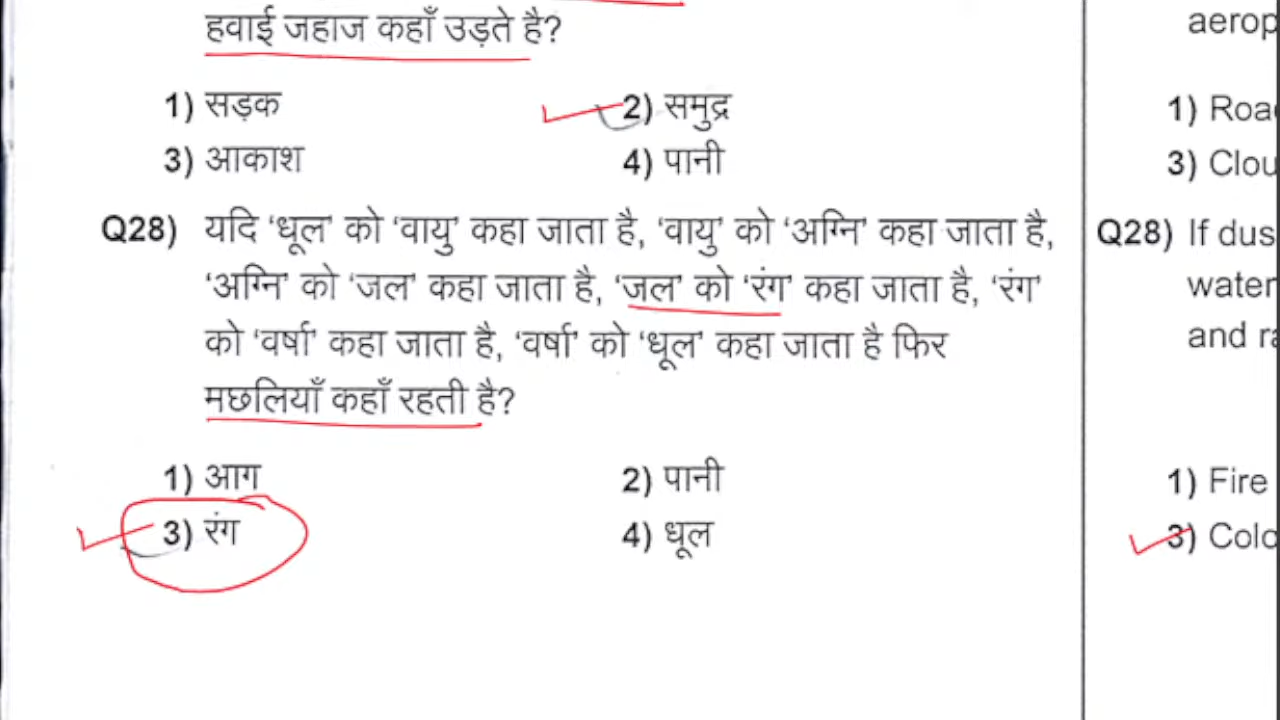 हवाई जहाज कहाँ उड़ते है?
1) सड़क 2) समुद्र
3) आकाश 4) पानी
Q28) यदि ‘धूल’ को ‘वायु’ कहा जाता है, ‘वायु’ को ‘अग्नि’ कहा जाता है,
‘अग्नि’ को ‘जल’ कहा जाता है, ‘जल’ को ‘रंग’ कहा जाता है, ‘रंग’
को ‘वर्षा’ कहा जाता है, ‘वर्षा’ को ‘धूल’ कहा जाता है फिर
मछलियाँ कहाँ रहती है?
1) आग 2) पानी
3) रंग 4) धूल
aerop
1) Roa
3) Clou
Q28) If dus
water
and ra
1) Fire
3) Colo